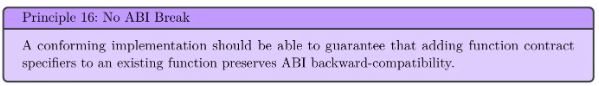 Principle 16: No ABI Break
A conforming implementation should be able to guarantee that adding function contract
specifiers to an existing function preserves ABI backward-compatibility.